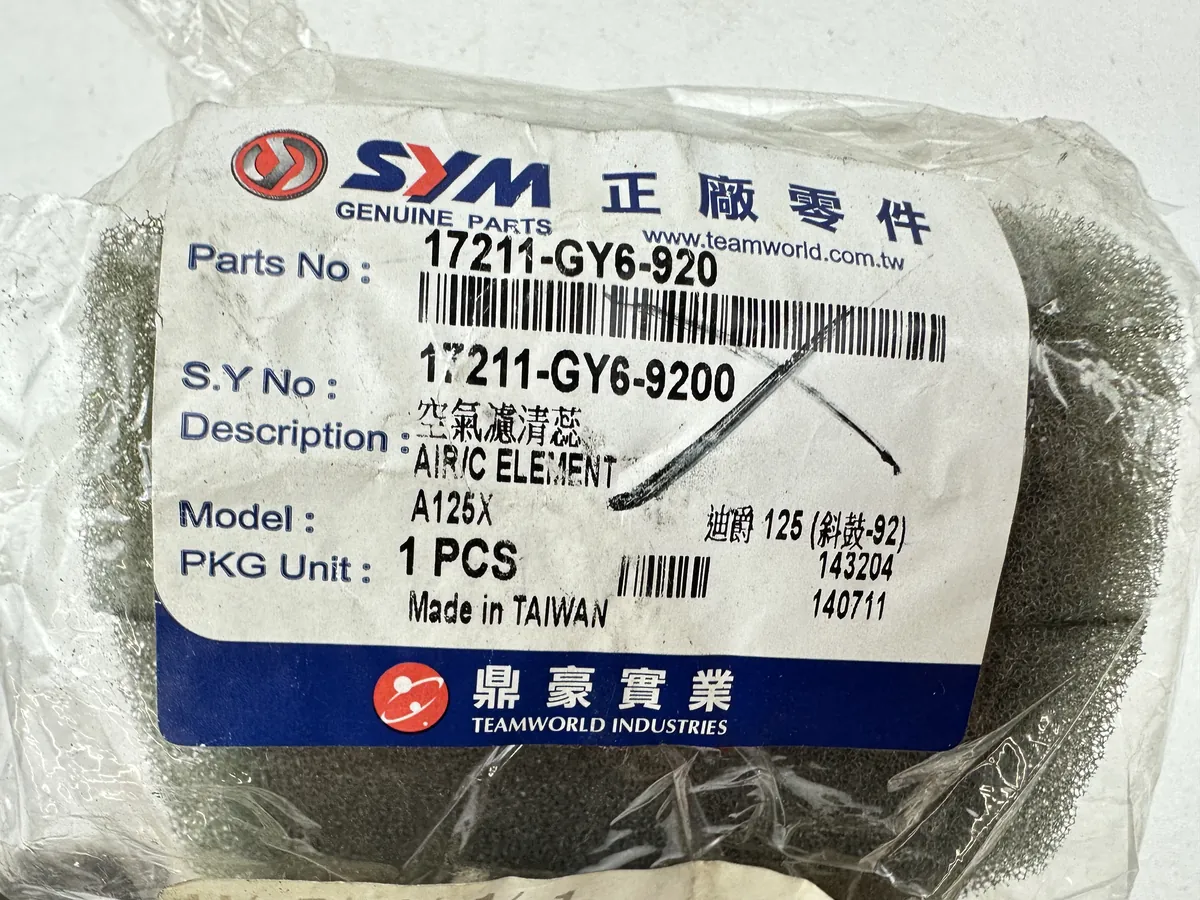 SYM 正廠零件
GENUINE PARTS
www.teamworld.com.tw
Parts No : 17211-GY6-920
S.Y No : 17211-GY6-9200
Description : 空氣濾清蕊
AIR/C ELEMENT
Model : A125X 迪爵 125 (斜鼓-92)
PKG Unit : 1 PCS 143204
Made in TAIWAN 140711
鼎豪實業
TEAMWORLD INDUSTRIES